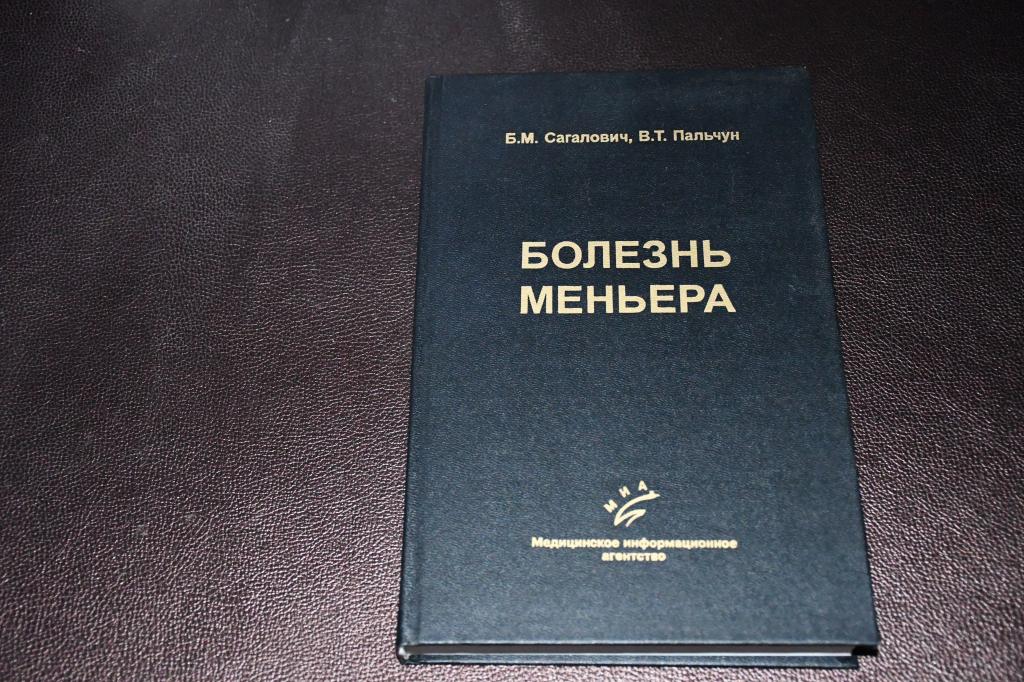 Б.М. Сагалович, В.Т. Пальчун
БОЛЕЗНЬ
МЕНЬЕРА
МИА
Медицинское информационное
агентство